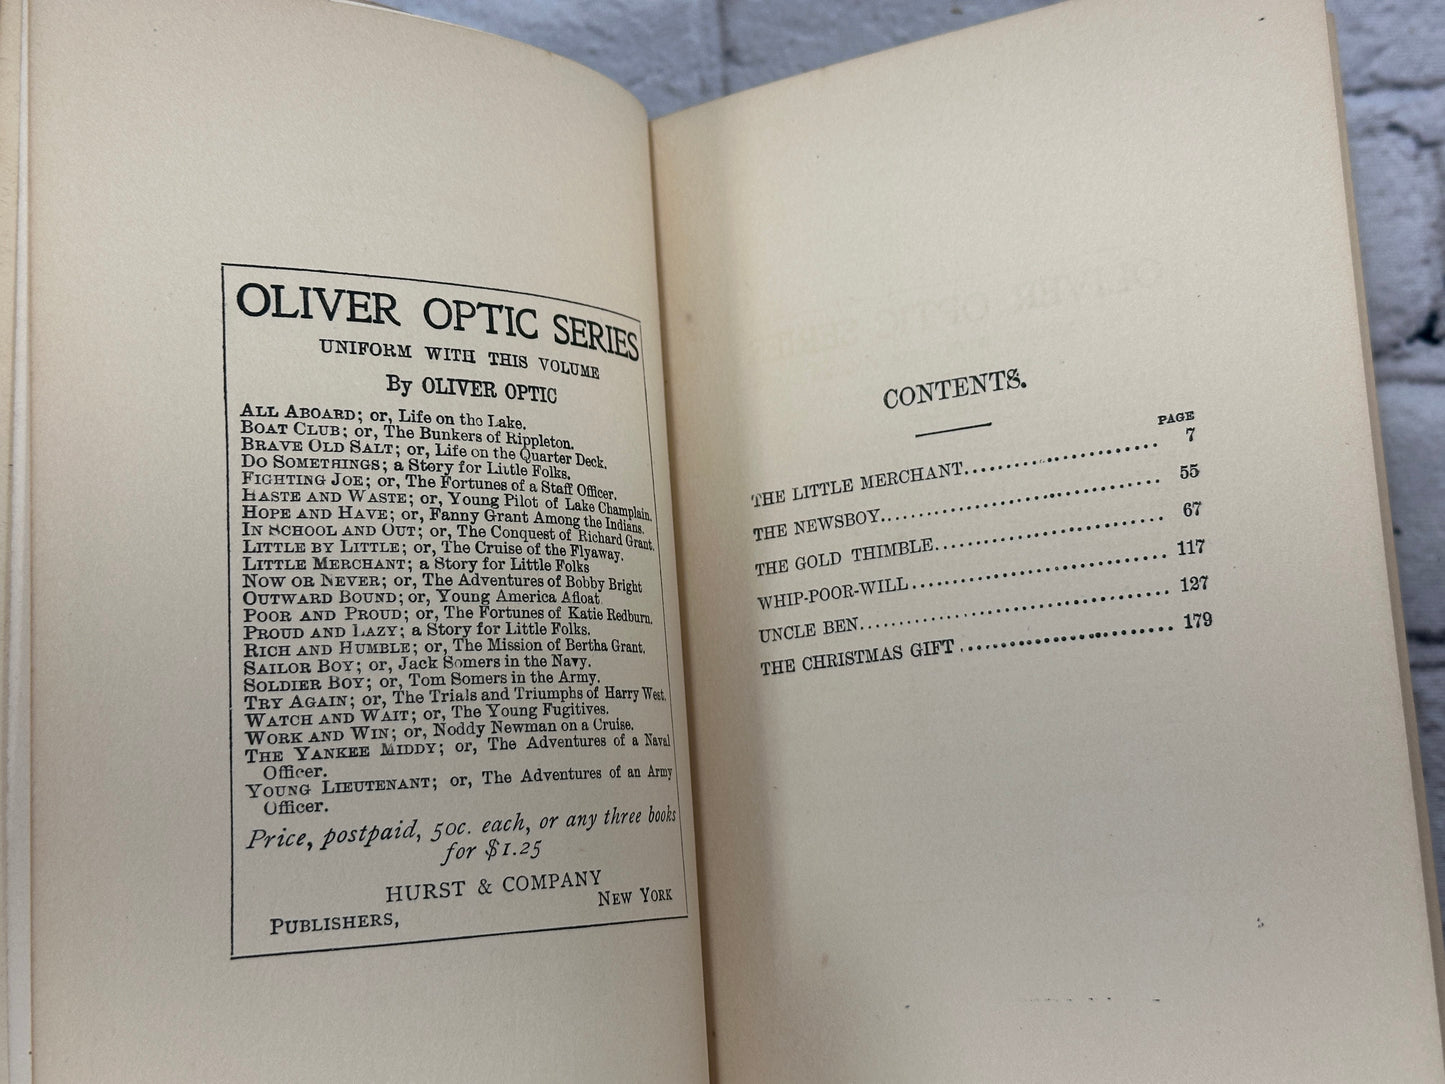 OLIVER OPTIC SERIES
UNIFORM WITH THIS VOLUME
By OLIVER OPTIC
ALL ABOARD; or, Life on the Lake.
BOAT CLUB; or, The Bunkers of Rippleton.
BRAVE OLD SALT; or, Life on the Quarter Deck.
DO SOMETHINGS; a Story for Little Folks.
FIGHTING JOE; or, The Fortunes of a Staff Officer.
HASTE AND WASTE; or, Young Pilot of Lake Champlain.
HOPE AND HAVE; or, Fanny Grant Among the Indians.
IN SCHOOL AND OUT; or, The Conquest of Richard Grant.
LITTLE BY LITTLE; or, The Cruise of the Flyaway.
LITTLE MERCHANT; a Story for Little Folks
NOW OR NEVER; or, The Adventures of Bobby Bright
OUTWARD BOUND; or, Young America Afloat
POOR AND PROUD; or, The Fortunes of Katie Redburn.
PROUD AND LAZY; a Story for Little Folks.
RICH AND HUMBLE; or, The Mission of Bertha Grant.
SAILOR BOY; or, Jack Somers in the Navy.
SOLDIER BOY; or, Tom Somers in the Army.
TRY AGAIN; or, The Trials and Triumphs of Harry West.
WATCH AND WAIT; or, The Young Fugitives.
WORK AND WIN; or, Noddy Newman on a Cruise.
THE YANKEE MIDDY; or, The Adventures of a Naval
Officer.
YOUNG LIEUTENANT; or, The Adventures of an Army
Officer.
Price, postpaid, 50c. each, or any three books
for $1.25
HURST & COMPANY
PUBLISHERS, NEW YORK
CONTENTS.
PAGE
THE LITTLE MERCHANT........................ 7
THE NEWSBOY................................ 55
THE GOLD THIMBLE........................... 67
WHIP-POOR-WILL............................. 117
UNCLE BEN.................................. 127
THE CHRISTMAS GIFT......................... 179